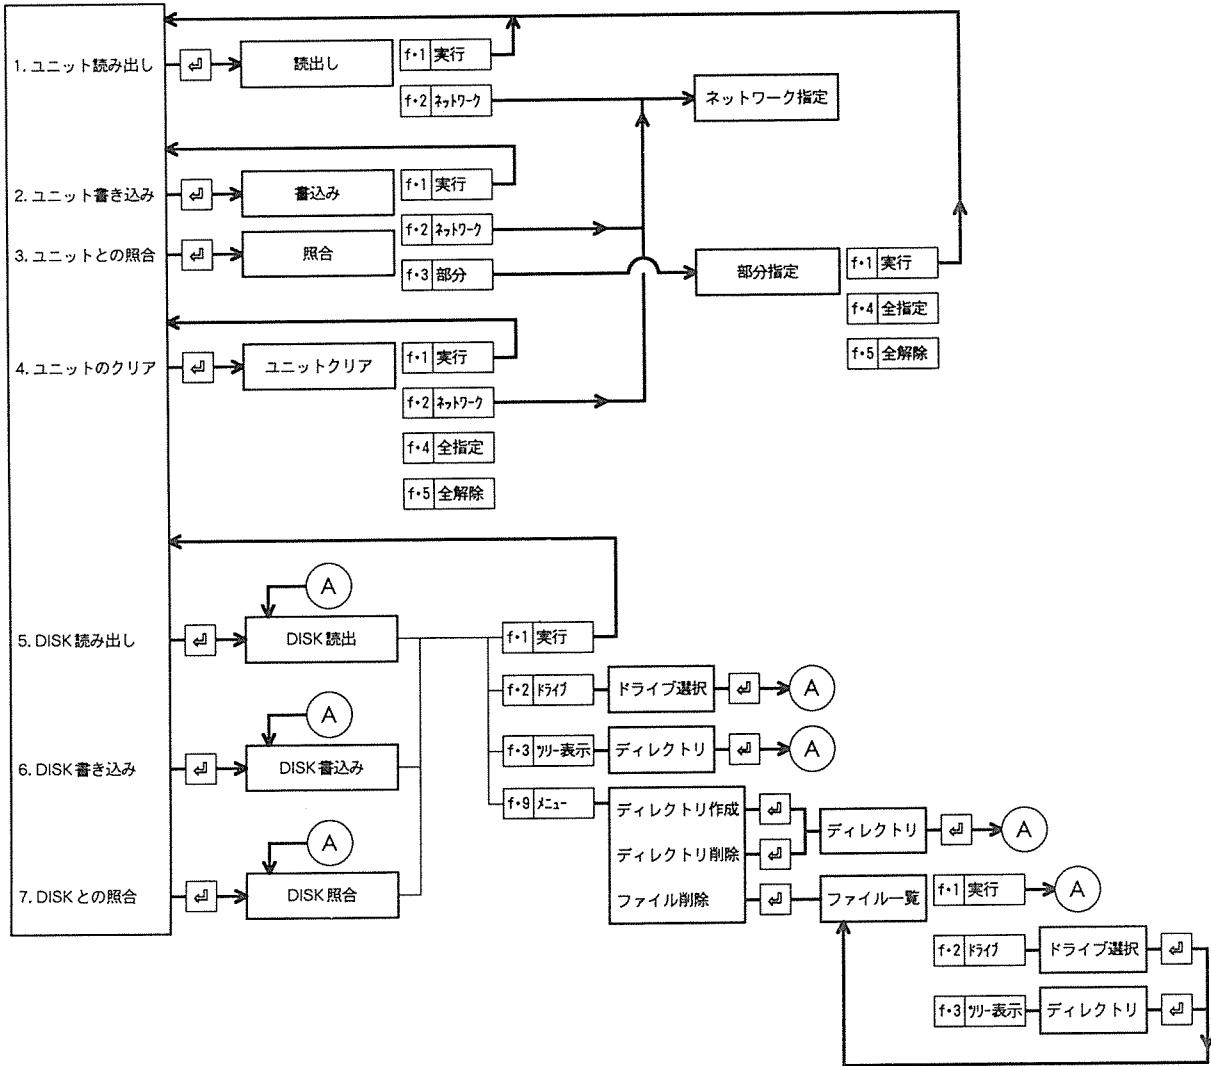 1. ユニット読み出し
⏎
読出し
f・1 実行
f・2 ネットワーク
ネットワーク指定
2. ユニット書き込み
⏎
書込み
f・1 実行
f・2 ネットワーク
3. ユニットとの照合
⏎
照合
f・3 部分
部分指定
f・1 実行
f・4 全指定
f・5 全解除
4. ユニットのクリア
⏎
ユニットクリア
f・1 実行
f・2 ネットワーク
f・4 全指定
f・5 全解除
A
5. DISK読み出し
⏎
DISK読出
f・1 実行
f・2 ドライブ
ドライブ選択
⏎
A
f・3 ツリー表示
ディレクトリ
⏎
A
A
6. DISK書き込み
⏎
DISK書込み
f・9 メニュー
ディレクトリ作成
⏎
ディレクトリ削除
⏎
ディレクトリ
⏎
A
A
7. DISKとの照合
⏎
DISK照合
ファイル削除
⏎
ファイル一覧
f・1 実行
A
f・2 ドライブ
ドライブ選択
⏎
f・3 ツリー表示
ディレクトリ
⏎